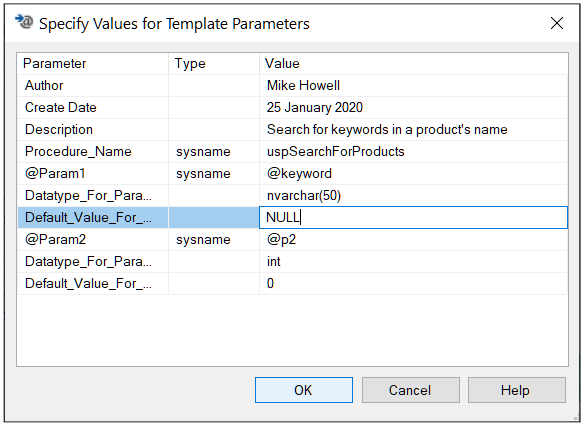 Specify Values for Template Parameters
Parameter Type Value
Author Mike Howell
Create Date 25 January 2020
Description Search for keywords in a product's name
Procedure_Name sysname uspSearchForProducts
@Param1 sysname @keyword
Datatype_For_Para... nvarchar(50)
Default_Value_For_... NULL
@Param2 sysname @p2
Datatype_For_Para... int
Default_Value_For_... 0
OK Cancel Help